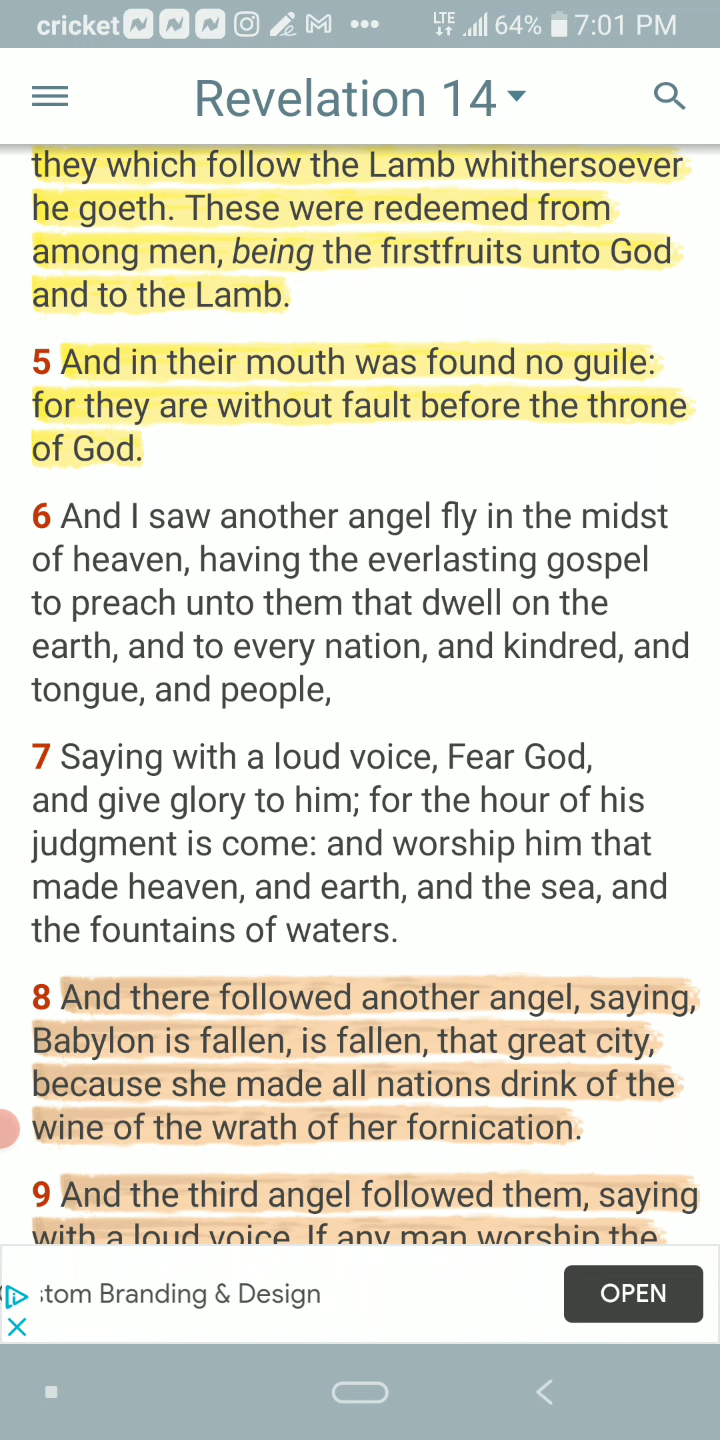 cricket LTE 64% 7:01 PM
Revelation 14
they which follow the Lamb whithersoever
he goeth. These were redeemed from
among men, being the firstfruits unto God
and to the Lamb.
5 And in their mouth was found no guile:
for they are without fault before the throne
of God.
6 And I saw another angel fly in the midst
of heaven, having the everlasting gospel
to preach unto them that dwell on the
earth, and to every nation, and kindred, and
tongue, and people,
7 Saying with a loud voice, Fear God,
and give glory to him; for the hour of his
judgment is come: and worship him that
made heaven, and earth, and the sea, and
the fountains of waters.
8 And there followed another angel, saying,
Babylon is fallen, is fallen, that great city,
because she made all nations drink of the
wine of the wrath of her fornication.
9 And the third angel followed them, saying
with a loud voice, If any man worship the
stom Branding & Design OPEN